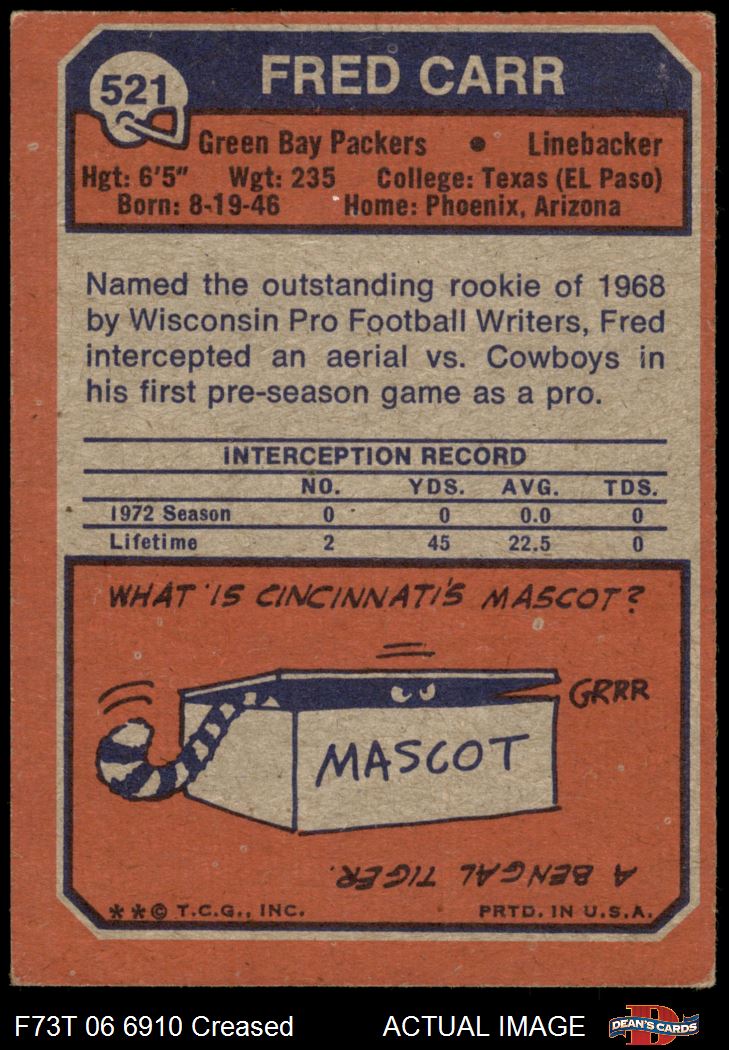 521
FRED CARR
Green Bay Packers • Linebacker
Hgt: 6'5" Wgt: 235 College: Texas (EL Paso)
Born: 8-19-46 Home: Phoenix, Arizona
Named the outstanding rookie of 1968
by Wisconsin Pro Football Writers, Fred
intercepted an aerial vs. Cowboys in
his first pre-season game as a pro.
INTERCEPTION RECORD
NO. YDS. AVG. TDS.
1972 Season 0 0 0.0 0
Lifetime 2 45 22.5 0
WHAT IS CINCINNATI'S MASCOT?
GRRR
MASCOT
A BENGAL TIGER.
**© T.C.G., INC. PRTD. IN U.S.A.
F73T 06 6910 Creased ACTUAL IMAGE D DEAN'S CARDS